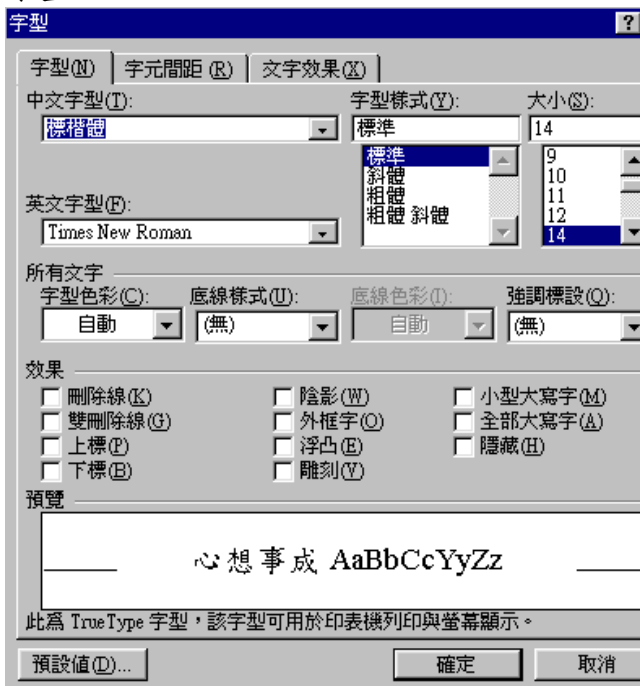 字型 ?
字型(N) 字元間距 (R) 文字效果(X)
中文字型(T): 字型樣式(Y): 大小(S):
標楷體 標準 14
標準 9
斜體 10
粗體 11
粗體 斜體 12
14
英文字型(F):
Times New Roman
所有文字
字型色彩(C): 底線樣式(U): 底線色彩(I): 強調標設(Q):
自動 (無) 自動 (無)
效果
刪除線(K) 陰影(W) 小型大寫字(M)
雙刪除線(G) 外框字(O) 全部大寫字(A)
上標(P) 浮凸(E) 隱藏(H)
下標(B) 雕刻(V)
預覽
心想事成 AaBbCcYyZz
此為 TrueType 字型，該字型可用於印表機列印與螢幕顯示。
預設值(D)... 確定 取消